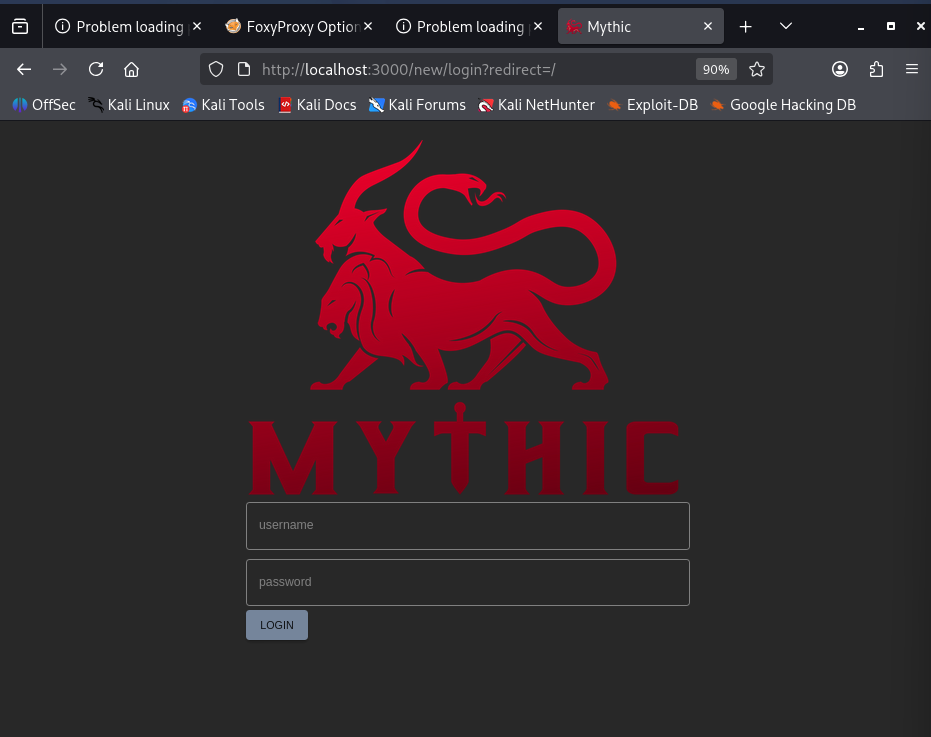 Problem loading
FoxyProxy Option
Problem loading
Mythic
http://localhost:3000/new/login?redirect=/
90%
OffSec
Kali Linux
Kali Tools
Kali Docs
Kali Forums
Kali NetHunter
Exploit-DB
Google Hacking DB
MYTHIC
username
password
LOGIN